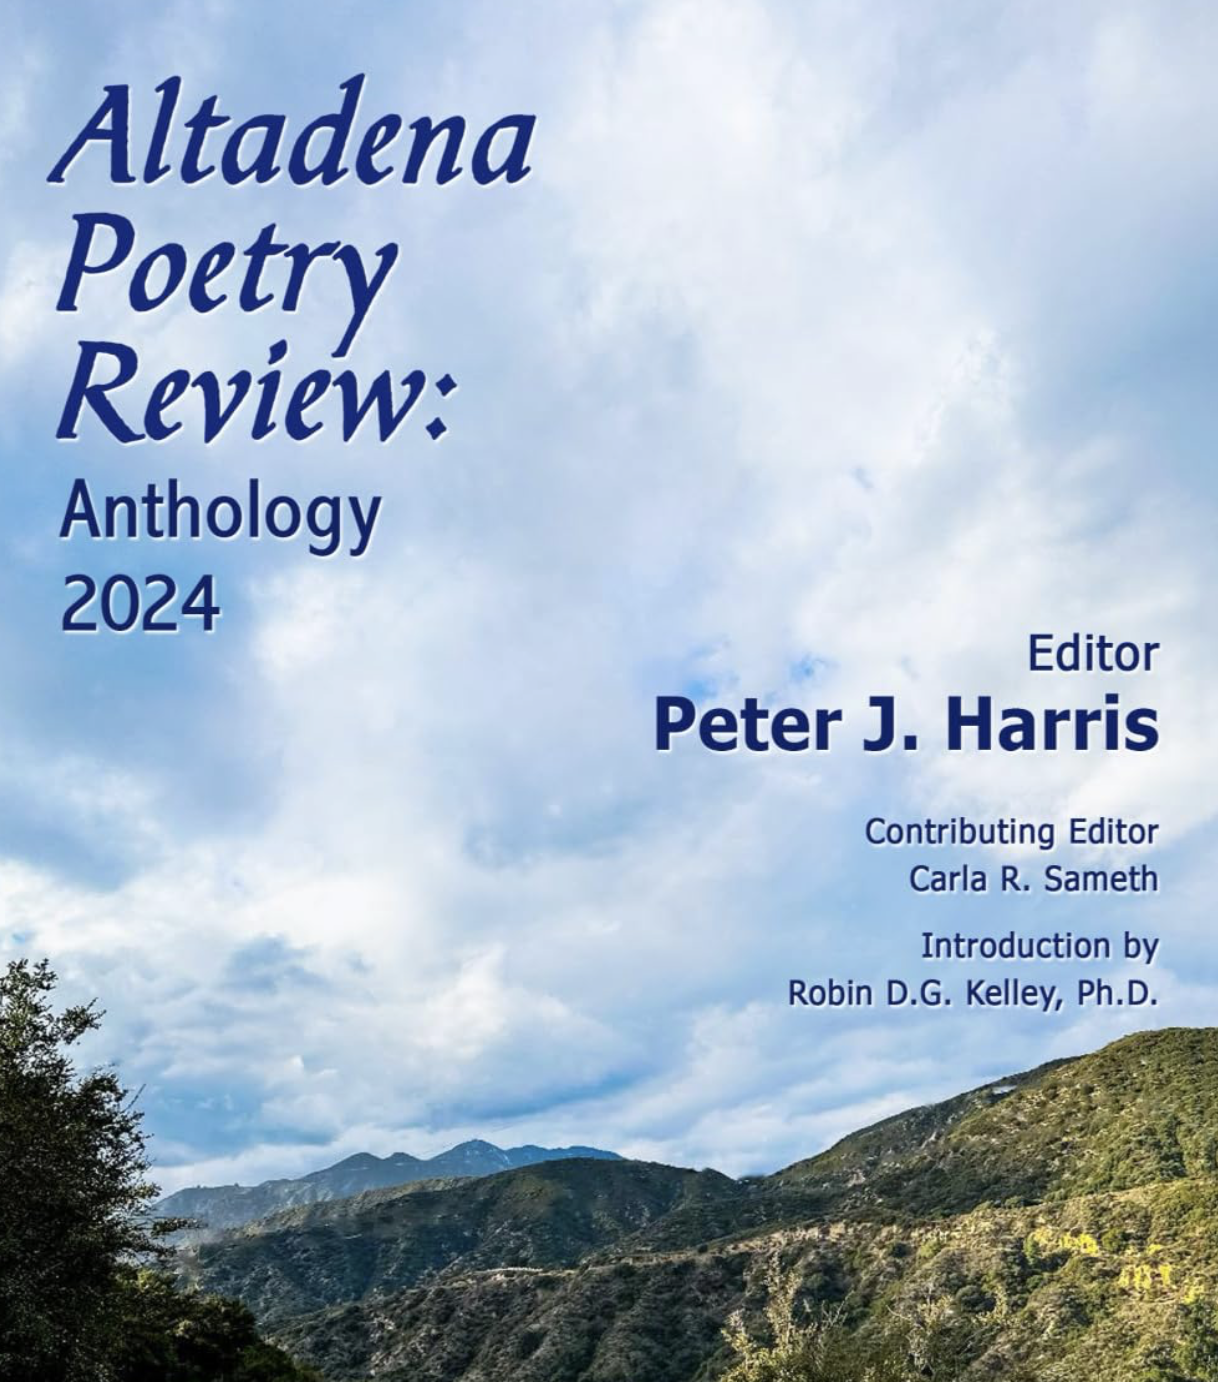 Altadena
Poetry
Review:
Anthology
2024
Editor
Peter J. Harris
Contributing Editor
Carla R. Sameth
Introduction by
Robin D.G. Kelley, Ph.D.